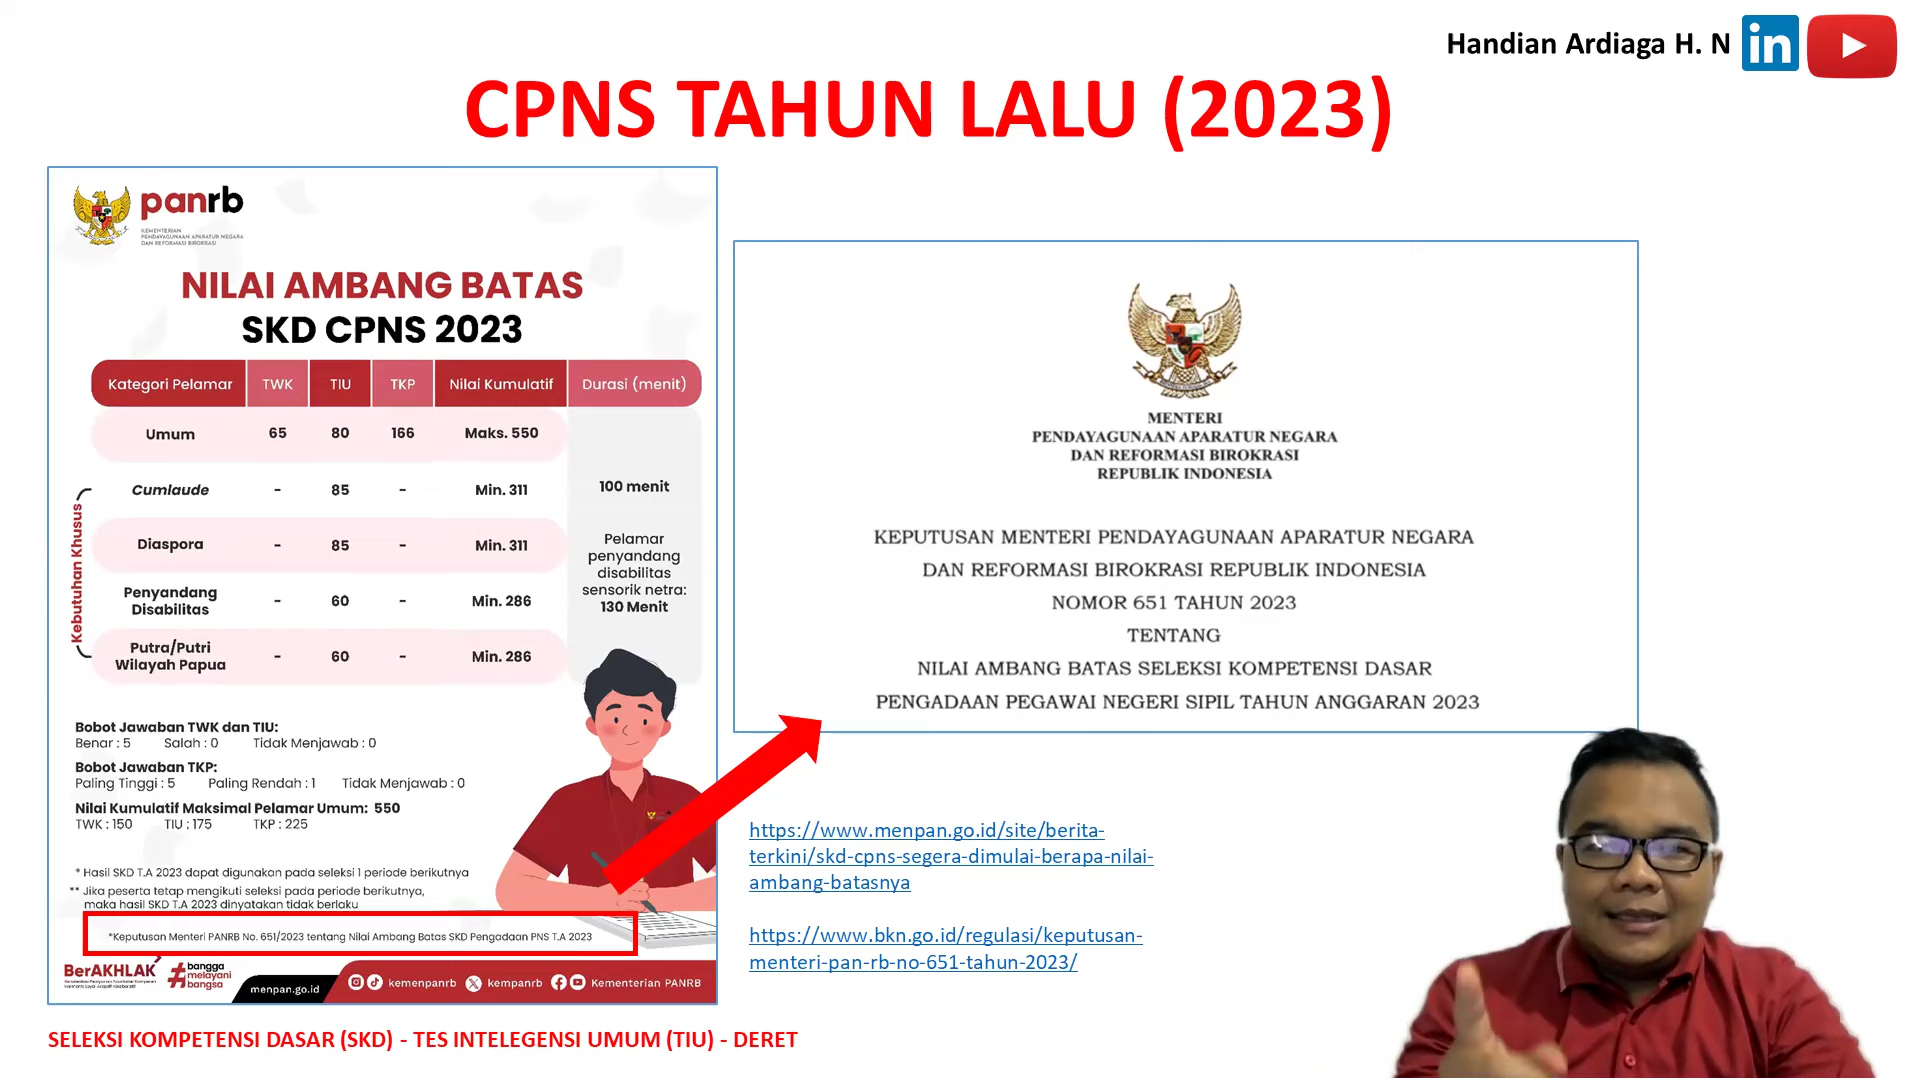 Handian Ardiaga H. N
in
CPNS TAHUN LALU (2023)
panrb
KEMENTERIAN
PENDAYAGUNAAN APARATUR NEGARA
DAN REFORMASI BIROKRASI
NILAI AMBANG BATAS
SKD CPNS 2023
Kategori Pelamar TWK TIU TKP Nilai Kumulatif Durasi (menit)
Umum 65 80 166 Maks. 550
Kebutuhan Khusus
Cumlaude - 85 - Min. 311
Diaspora - 85 - Min. 311
Penyandang
Disabilitas - 60 - Min. 286
Putra/Putri
Wilayah Papua - 60 - Min. 286
100 menit
Pelamar
penyandang
disabilitas
sensorik netra:
130 Menit
Bobot Jawaban TWK dan TIU:
Benar : 5 Salah : 0 Tidak Menjawab : 0
Bobot Jawaban TKP:
Paling Tinggi : 5 Paling Rendah : 1 Tidak Menjawab : 0
Nilai Kumulatif Maksimal Pelamar Umum: 550
TWK : 150 TIU : 175 TKP : 225
* Hasil SKD T.A 2023 dapat digunakan pada seleksi 1 periode berikutnya
** Jika peserta tetap mengikuti seleksi pada periode berikutnya,
maka hasil SKD T.A 2023 dinyatakan tidak berlaku
*Keputusan Menteri PANRB No. 651/2023 tentang Nilai Ambang Batas SKD Pengadaan PNS T.A 2023
BerAKHLAK
#bangga
melayani
bangsa
menpan.go.id
kemenpanrb kempanrb Kementerian PANRB
MENTERI
PENDAYAGUNAAN APARATUR NEGARA
DAN REFORMASI BIROKRASI
REPUBLIK INDONESIA
KEPUTUSAN MENTERI PENDAYAGUNAAN APARATUR NEGARA
DAN REFORMASI BIROKRASI REPUBLIK INDONESIA
NOMOR 651 TAHUN 2023
TENTANG
NILAI AMBANG BATAS SELEKSI KOMPETENSI DASAR
PENGADAAN PEGAWAI NEGERI SIPIL TAHUN ANGGARAN 2023
https://www.menpan.go.id/site/berita-
terkini/skd-cpns-segera-dimulai-berapa-nilai-
ambang-batasnya
https://www.bkn.go.id/regulasi/keputusan-
menteri-pan-rb-no-651-tahun-2023/
SELEKSI KOMPETENSI DASAR (SKD) - TES INTELEGENSI UMUM (TIU) - DERET